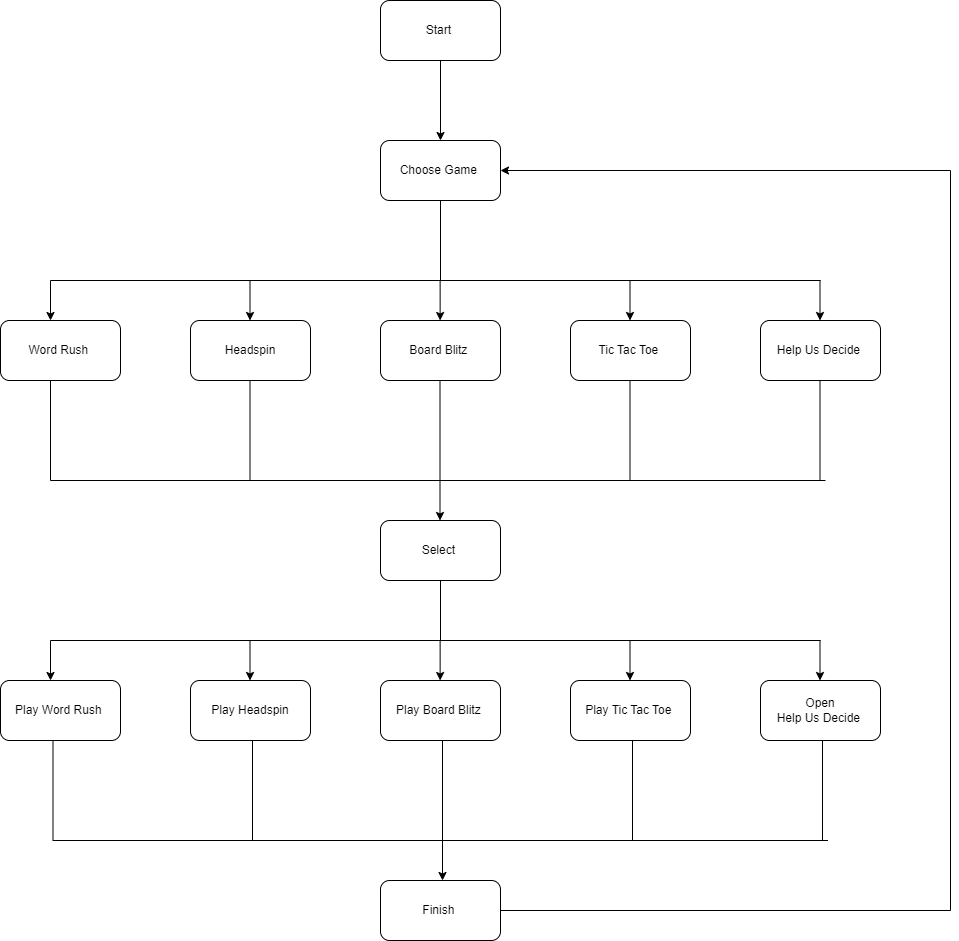 Start
Choose Game
Word Rush
Headspin
Board Blitz
Tic Tac Toe
Help Us Decide
Select
Play Word Rush
Play Headspin
Play Board Blitz
Play Tic Tac Toe
Open
Help Us Decide
Finish